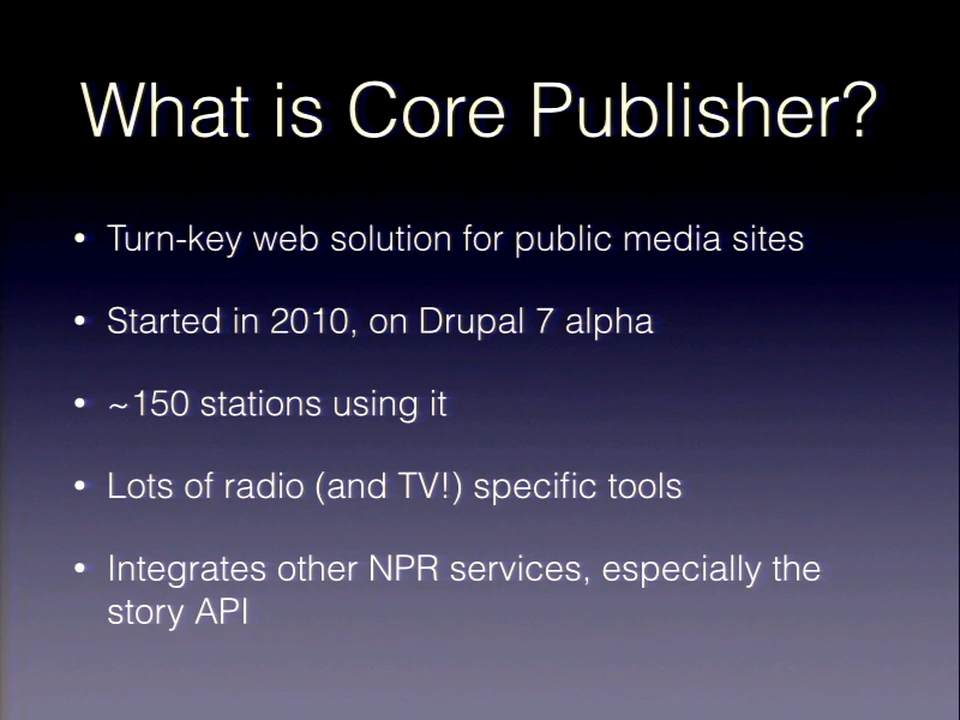 What is Core Publisher?
• Turn-key web solution for public media sites
• Started in 2010, on Drupal 7 alpha
• ~150 stations using it
• Lots of radio (and TV!) specific tools
• Integrates other NPR services, especially the
story API